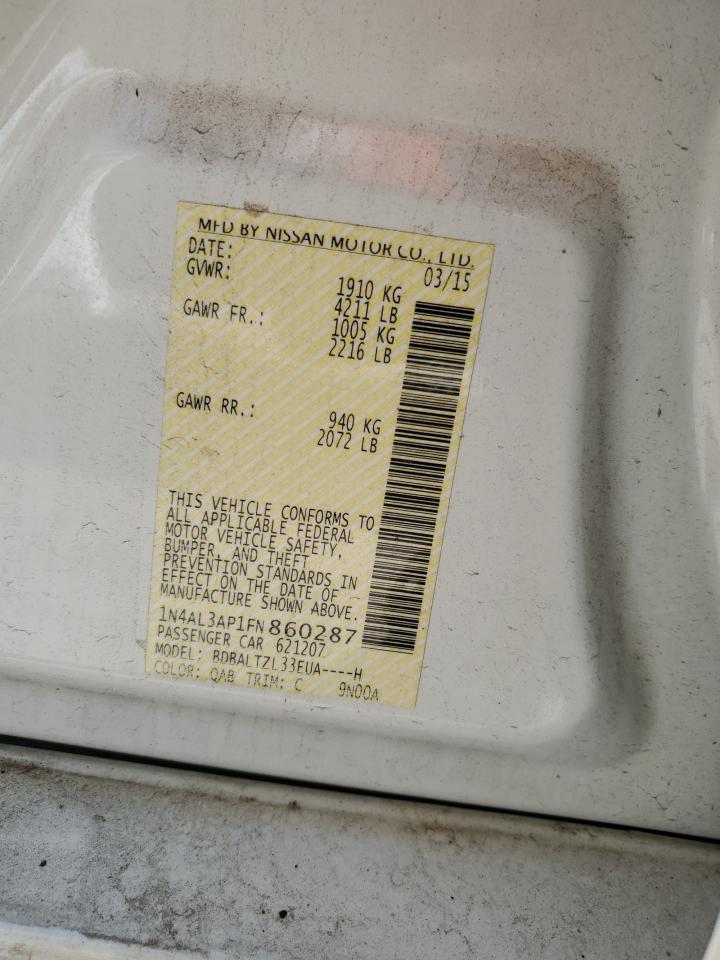 MFD BY NISSAN MOTOR CO., LTD.
DATE: 03/15
GVWR: 1910 KG
4211 LB
GAWR FR.: 1005 KG
2216 LB
GAWR RR.: 940 KG
2072 LB
THIS VEHICLE CONFORMS TO
ALL APPLICABLE FEDERAL
MOTOR VEHICLE SAFETY,
BUMPER, AND THEFT
PREVENTION STANDARDS IN
EFFECT ON THE DATE OF
MANUFACTURE SHOWN ABOVE.
1N4AL3AP1FN860287
PASSENGER CAR 621207
MODEL: BDBALTZL33EUA----H
COLOR: QAB TRIM: C 9N00A